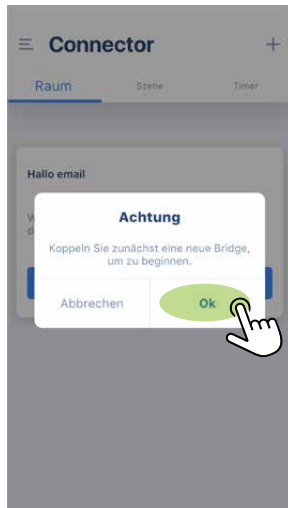 Connector
Raum Szene Timer
Hallo email
W
d
Achtung
Koppeln Sie zunächst eine neue Bridge,
um zu beginnen.
Abbrechen Ok